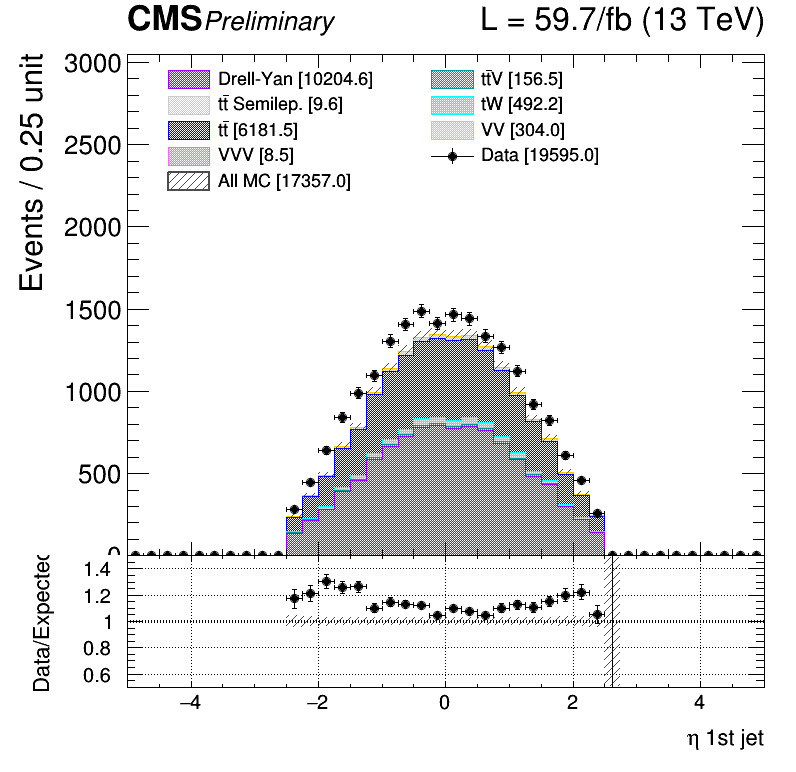 CMS Preliminary L = 59.7/fb (13 TeV)
Events / 0.25 unit
3000
2500
2000
1500
1000
500
0
Drell-Yan [10204.6]
tt̄ Semilep. [9.6]
tt̄ [6181.5]
VVV [8.5]
All MC [17357.0]
tt̄V [156.5]
tW [492.2]
VV [304.0]
Data [19595.0]
Data/Expected
1.4
1.2
1
0.8
0.6
−4 −2 0 2 4
η 1st jet